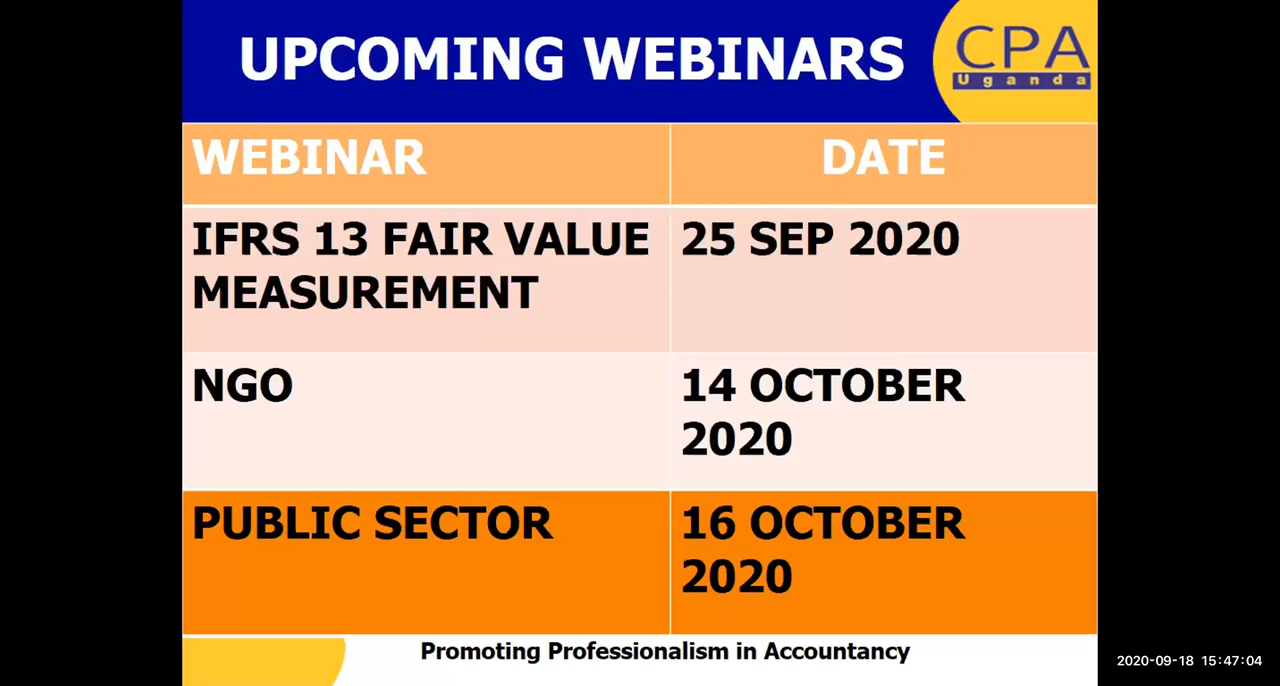 UPCOMING WEBINARS
CPA
Uganda
WEBINAR
DATE
IFRS 13 FAIR VALUE
MEASUREMENT
25 SEP 2020
NGO
14 OCTOBER
2020
PUBLIC SECTOR
16 OCTOBER
2020
Promoting Professionalism in Accountancy
2020-09-18 15:47:04